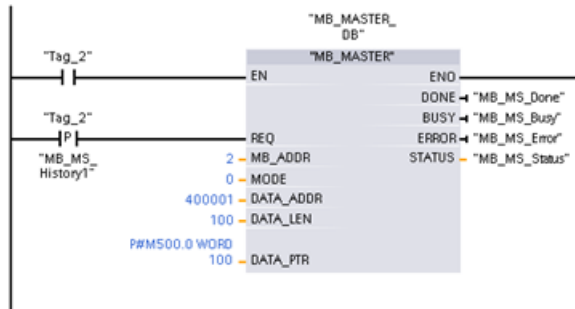 "MB_MASTER_
DB"
"Tag_2"
"MB_MASTER"
EN
ENO
DONE
"MB_MS_Done"
"Tag_2"
BUSY
"MB_MS_Busy"
P
REQ
ERROR
"MB_MS_Error"
"MB_MS_
History1"
2
MB_ADDR
STATUS
"MB_MS_Status"
0
MODE
400001
DATA_ADDR
100
DATA_LEN
P#M500.0 WORD
100
DATA_PTR